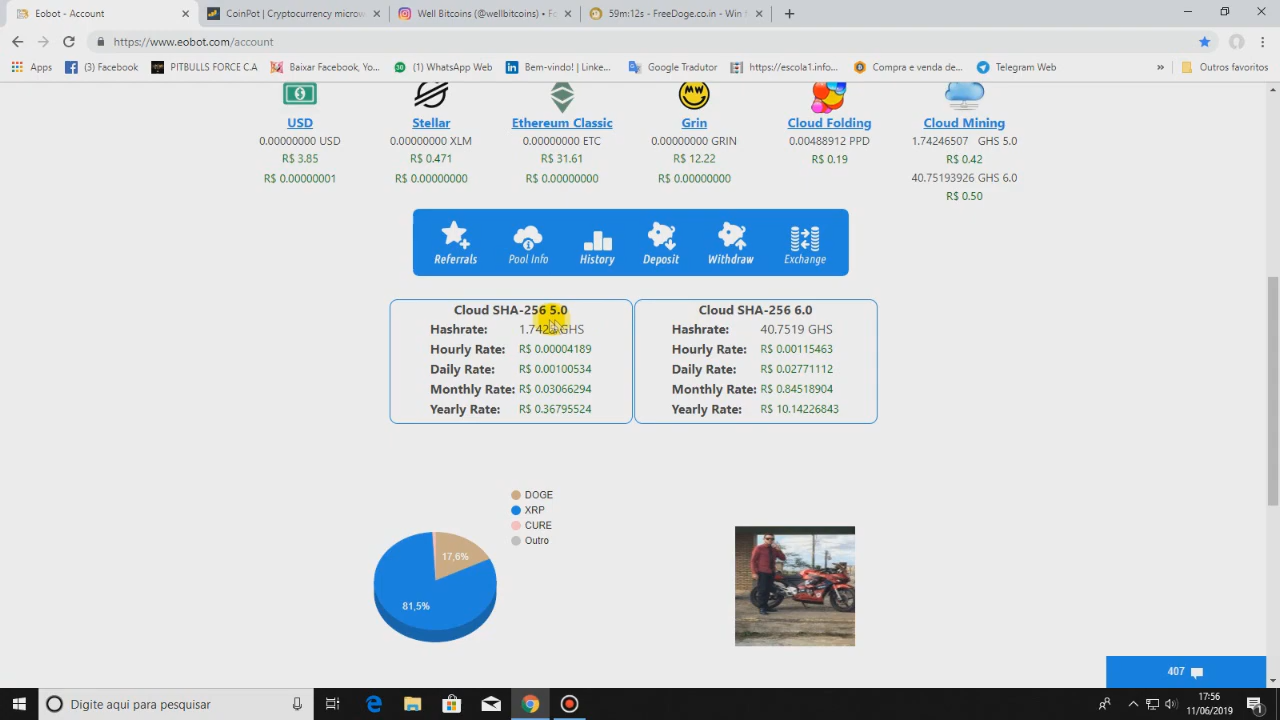 Eobot - Account
CoinPot | Cryptocurrency microw
Well Bitcoins (@wellbitcoins) • Fo
59m:12s - FreeDoge.co.in - Win f
https://www.eobot.com/account
Apps
(3) Facebook
PITBULLS FORCE C.A
Baixar Facebook, Yo...
(1) WhatsApp Web
Bem-vindo! | Linke...
Google Tradutor
https://escola1.info...
Compra e venda de...
Telegram Web
»
Outros favoritos
USD
Stellar
Ethereum Classic
Grin
Cloud Folding
Cloud Mining
0.00000000 USD
0.00000000 XLM
0.00000000 ETC
0.00000000 GRIN
0.00488912 PPD
1.74246507 GHS 5.0
R$ 3.85
R$ 0.471
R$ 31.61
R$ 12.22
R$ 0.19
R$ 0.42
R$ 0.00000001
R$ 0.00000000
R$ 0.00000000
R$ 0.00000000
40.75193926 GHS 6.0
R$ 0.50
Referrals
Pool Info
History
Deposit
Withdraw
Exchange
Cloud SHA-256 5.0
Hashrate:
GHS
Hourly Rate: R$ 0.00004189
Daily Rate: R$ 0.00100534
Monthly Rate: R$ 0.03066294
Yearly Rate: R$ 0.36795524
Cloud SHA-256 6.0
Hashrate: 40.7519 GHS
Hourly Rate: R$ 0.00115463
Daily Rate: R$ 0.02771112
Monthly Rate: R$ 0.84518904
Yearly Rate: R$ 10.14226843
DOGE
XRP
CURE
Outro
17,6%
81,5%
MW
407
Digite aqui para pesquisar
17:56
11/06/2019